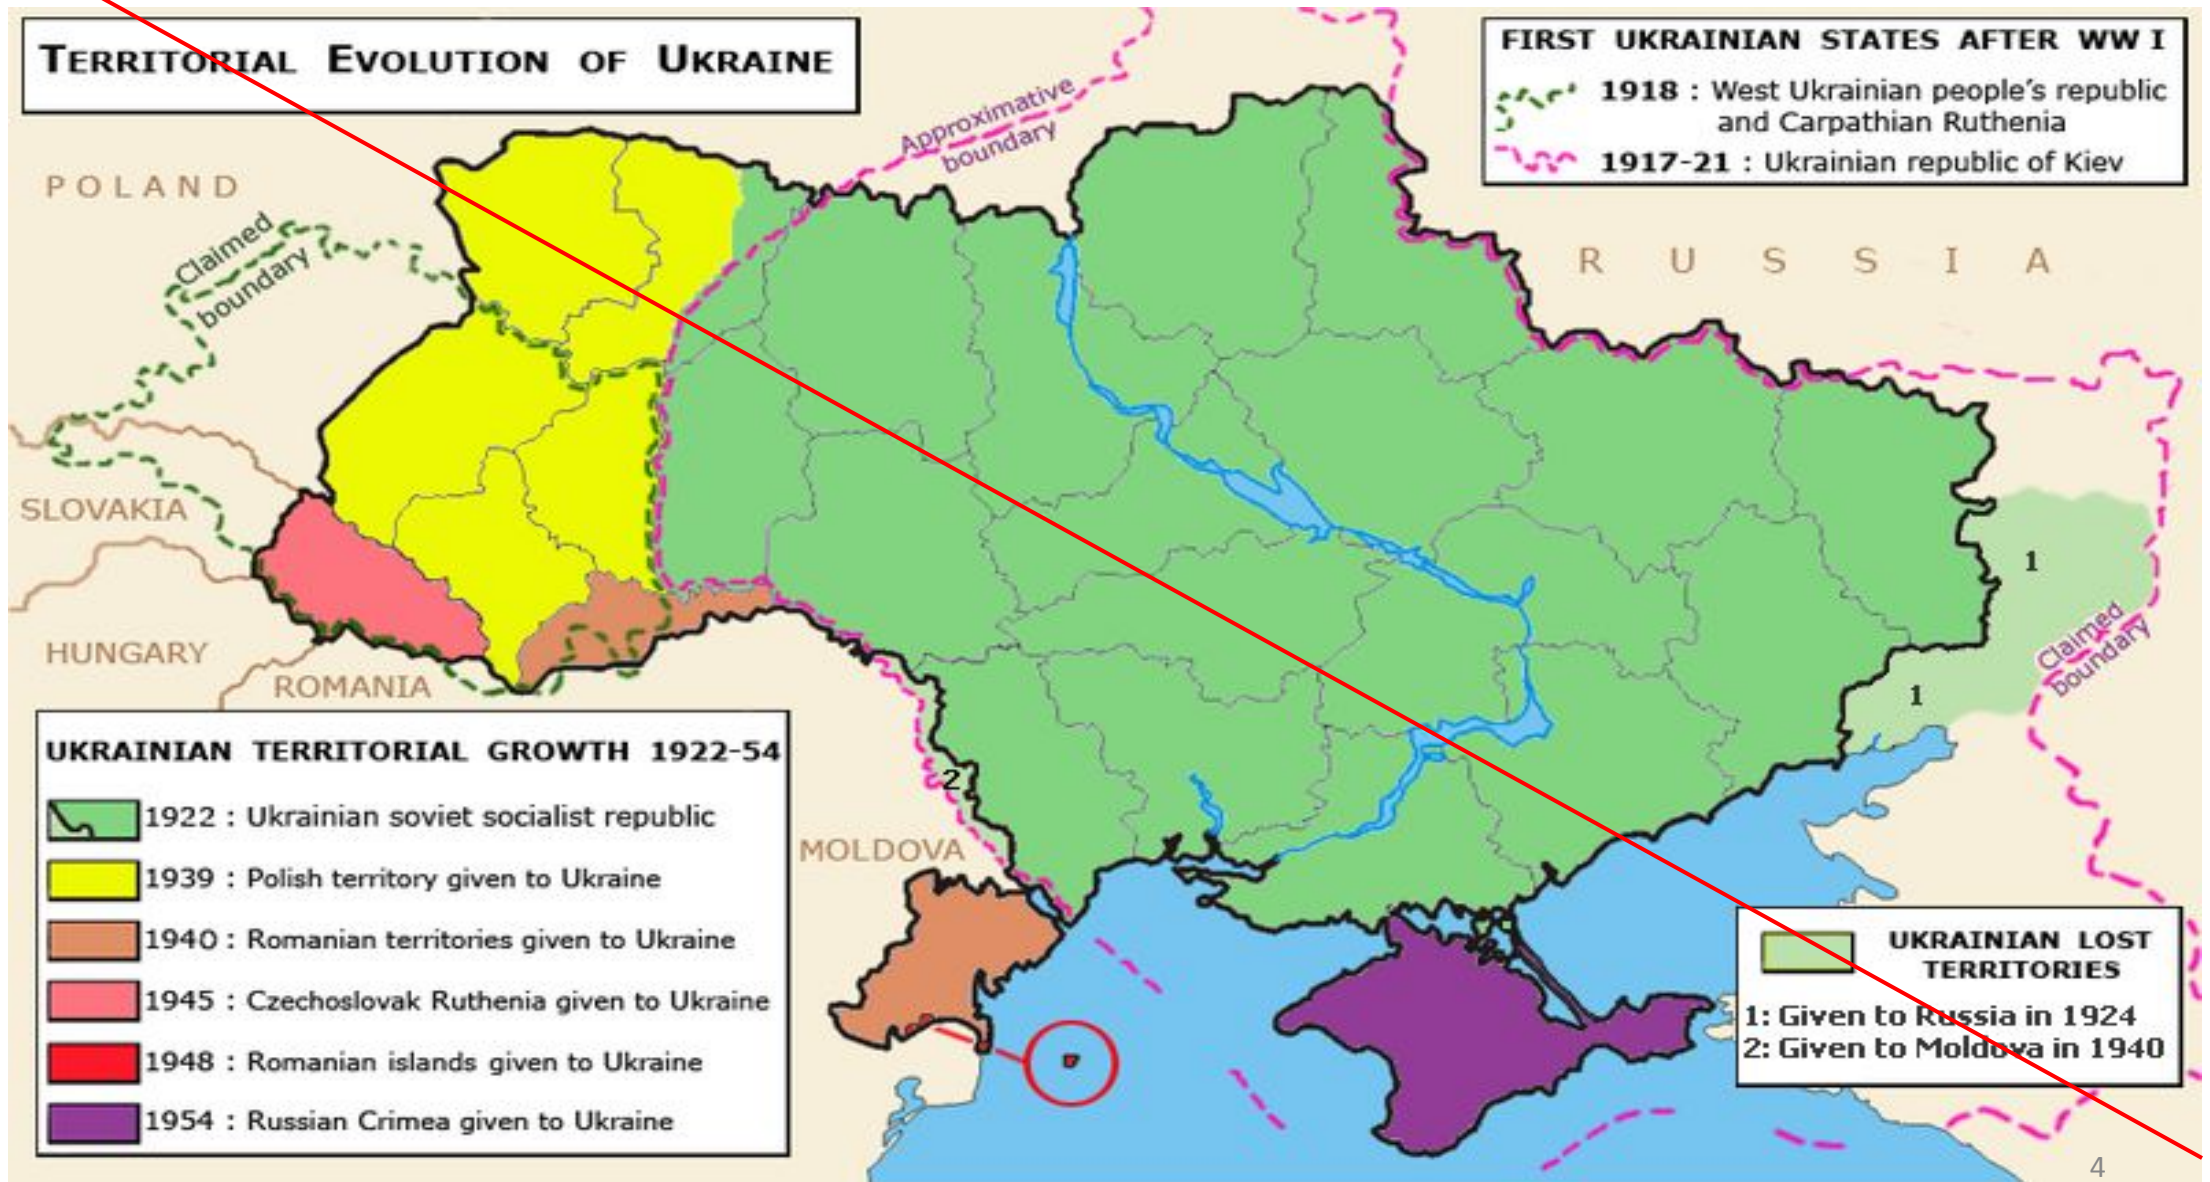 TERRITORIAL EVOLUTION OF UKRAINE
FIRST UKRAINIAN STATES AFTER WW I
1918 : West Ukrainian people's republic
and Carpathian Ruthenia
1917-21 : Ukrainian republic of Kiev
Approximative
boundary
POLAND
Claimed
boundary
RUSSIA
SLOVAKIA
HUNGARY
ROMANIA
1
Claimed
boundary
1
2
MOLDOVA
UKRAINIAN TERRITORIAL GROWTH 1922-54
1922 : Ukrainian soviet socialist republic
1939 : Polish territory given to Ukraine
1940 : Romanian territories given to Ukraine
1945 : Czechoslovak Ruthenia given to Ukraine
1948 : Romanian islands given to Ukraine
1954 : Russian Crimea given to Ukraine
UKRAINIAN LOST
TERRITORIES
1: Given to Russia in 1924
2: Given to Moldova in 1940
4